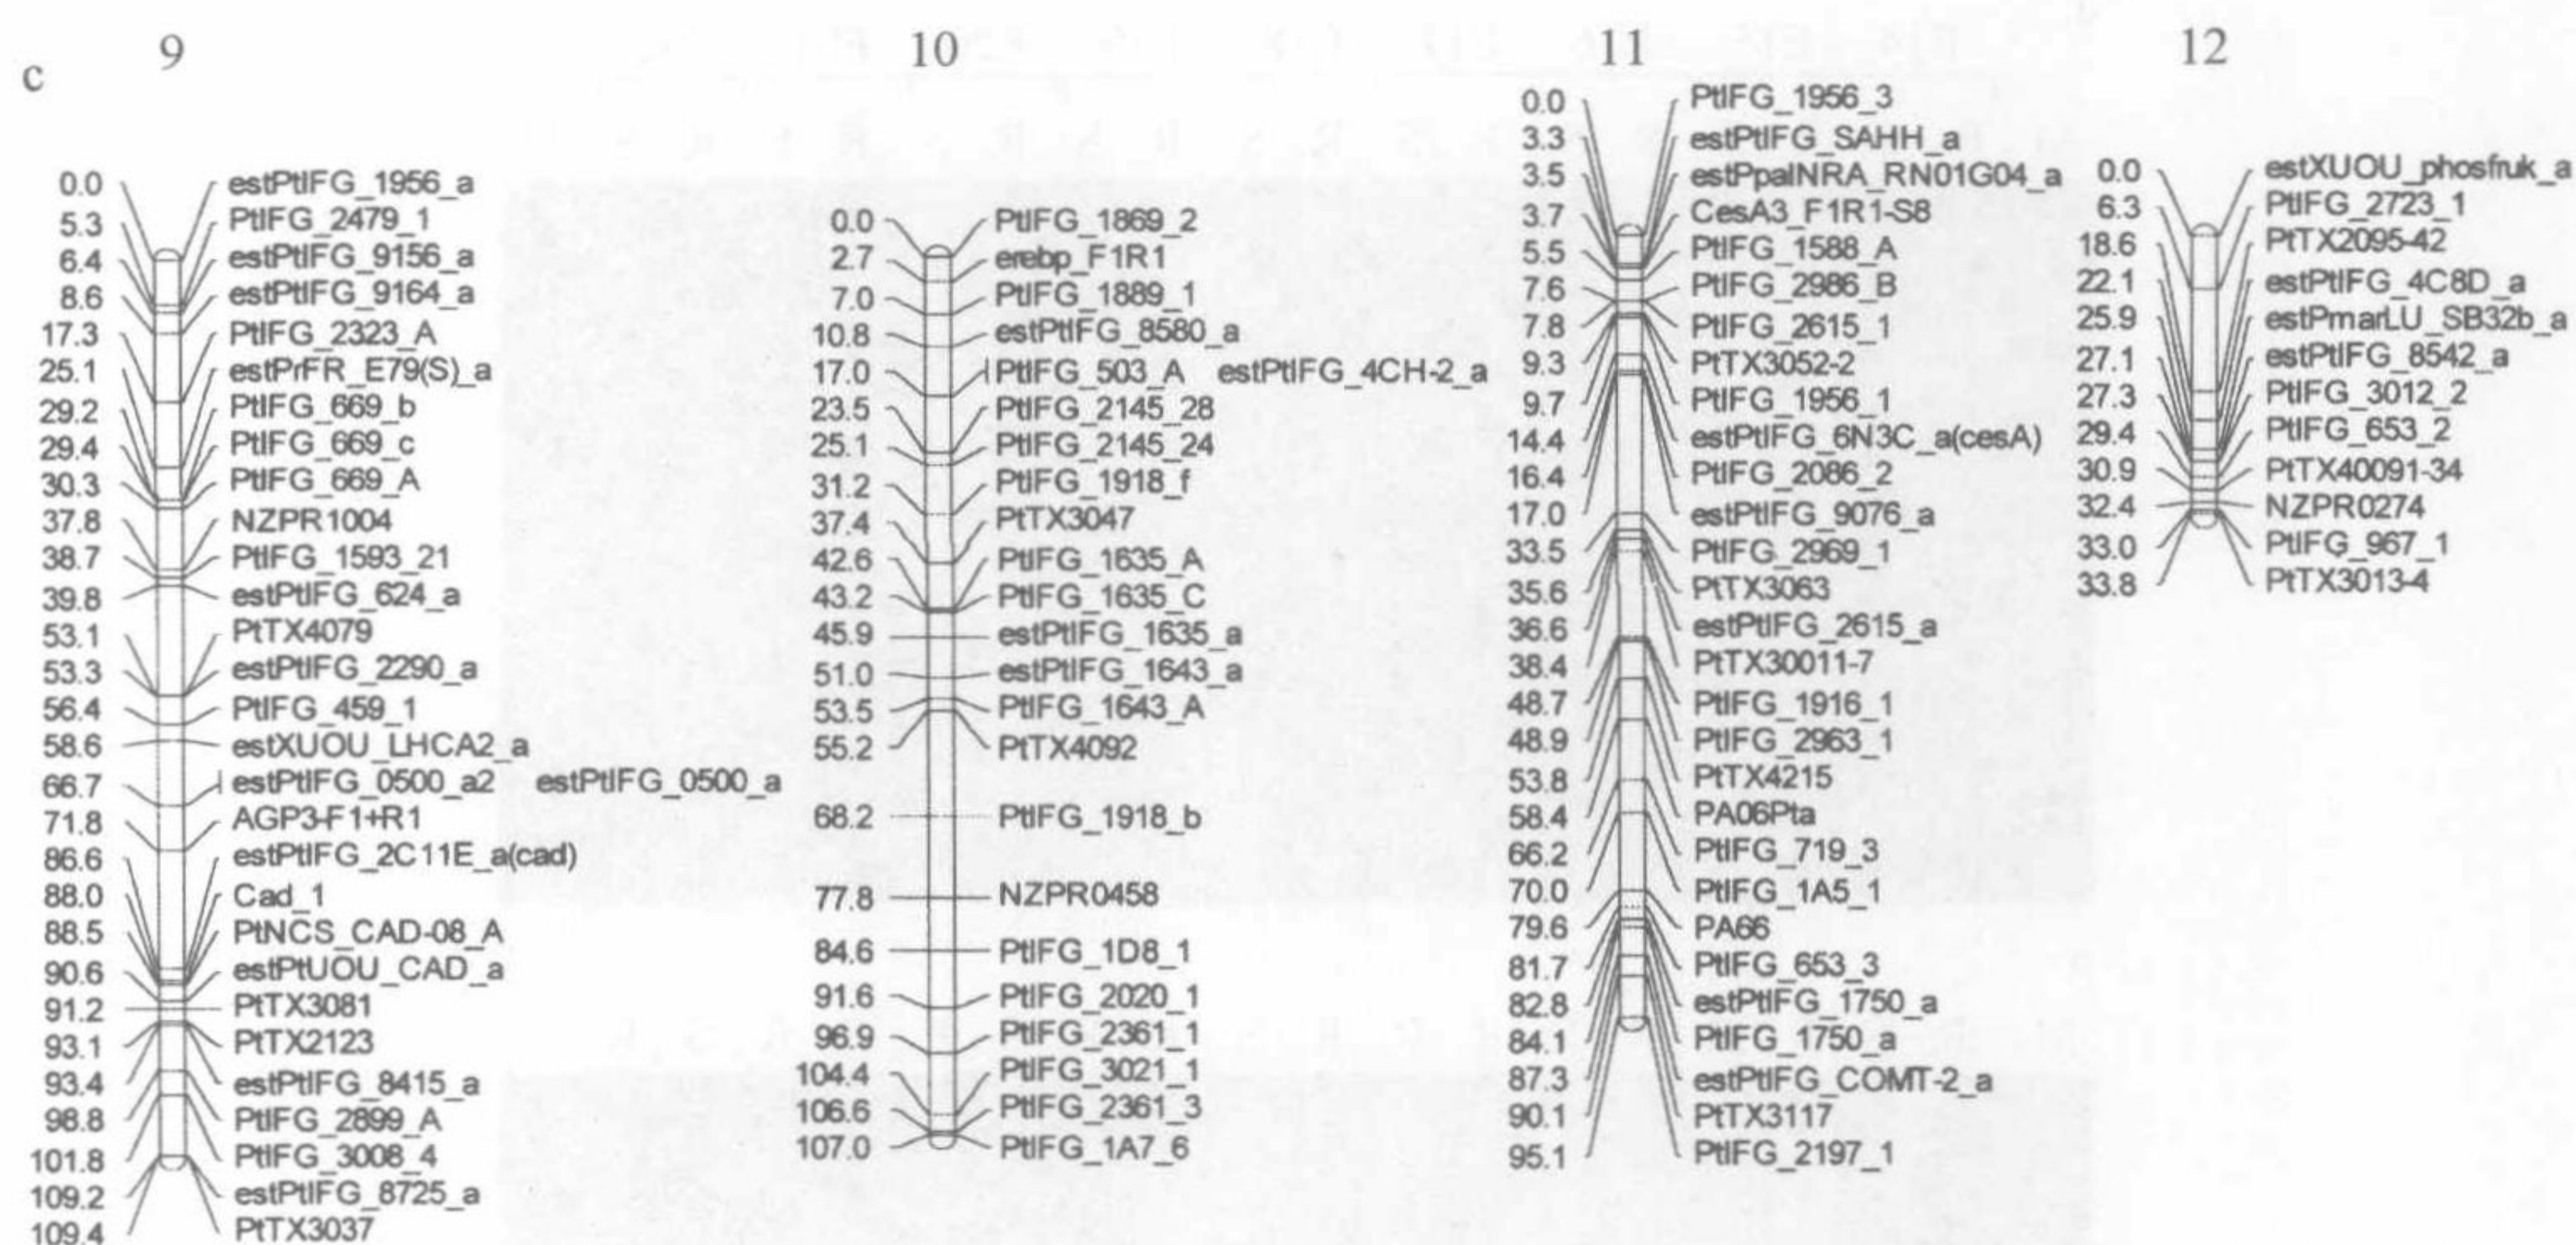 c
9
0.0 estPtIFG_1956_a
5.3 PtIFG_2479_1
6.4 estPtIFG_9156_a
8.6 estPtIFG_9164_a
17.3 PtIFG_2323_A
25.1 estPrFR_E79(S)_a
29.2 PtIFG_669_b
29.4 PtIFG_669_c
30.3 PtIFG_669_A
37.8 NZPR1004
38.7 PtIFG_1593_21
39.8 estPtIFG_624_a
53.1 PtTX4079
53.3 estPtIFG_2290_a
56.4 PtIFG_459_1
58.6 estXUOU_LHCA2_a
66.7 estPtIFG_0500_a2 estPtIFG_0500_a
71.8 AGP3-F1+R1
86.6 estPtIFG_2C11E_a(cad)
88.0 Cad_1
88.5 PtNCS_CAD-08_A
90.6 estPtUOU_CAD_a
91.2 PtTX3081
93.1 PtTX2123
93.4 estPtIFG_8415_a
98.8 PtIFG_2899_A
101.8 PtIFG_3008_4
109.2 estPtIFG_8725_a
109.4 PtTX3037
10
0.0 PtIFG_1869_2
2.7 erebp_F1R1
7.0 PtIFG_1889_1
10.8 estPtIFG_8580_a
17.0 PtIFG_503_A estPtIFG_4CH-2_a
23.5 PtIFG_2145_28
25.1 PtIFG_2145_24
31.2 PtIFG_1918_f
37.4 PtTX3047
42.6 PtIFG_1635_A
43.2 PtIFG_1635_C
45.9 estPtIFG_1635_a
51.0 estPtIFG_1643_a
53.5 PtIFG_1643_A
55.2 PtTX4092
68.2 PtIFG_1918_b
77.8 NZPR0458
84.6 PtIFG_1D8_1
91.6 PtIFG_2020_1
96.9 PtIFG_2361_1
104.4 PtIFG_3021_1
106.6 PtIFG_2361_3
107.0 PtIFG_1A7_6
11
0.0 PtIFG_1956_3
3.3 estPtIFG_SAHH_a
3.5 estPpaINRA_RN01G04_a
3.7 CesA3_F1R1-S8
5.5 PtIFG_1588_A
7.6 PtIFG_2986_B
7.8 PtIFG_2615_1
9.3 PtTX3052-2
9.7 PtIFG_1956_1
14.4 estPtIFG_6N3C_a(cesA)
16.4 PtIFG_2086_2
17.0 estPtIFG_9076_a
33.5 PtIFG_2969_1
35.6 PtTX3063
36.6 estPtIFG_2615_a
38.4 PtTX30011-7
48.7 PtIFG_1916_1
48.9 PtIFG_2963_1
53.8 PtTX4215
58.4 PA06Pta
66.2 PtIFG_719_3
70.0 PtIFG_1A5_1
79.6 PA66
81.7 PtIFG_653_3
82.8 estPtIFG_1750_a
84.1 PtIFG_1750_a
87.3 estPtIFG_COMT-2_a
90.1 PtTX3117
95.1 PtIFG_2197_1
12
0.0 estXUOU_phosfruk_a
6.3 PtIFG_2723_1
18.6 PtTX2095-42
22.1 estPtIFG_4C8D_a
25.9 estPmarLU_SB32b_a
27.1 estPtIFG_8542_a
27.3 PtIFG_3012_2
29.4 PtIFG_653_2
30.9 PtTX40091-34
32.4 NZPR0274
33.0 PtIFG_967_1
33.8 PtTX3013-4